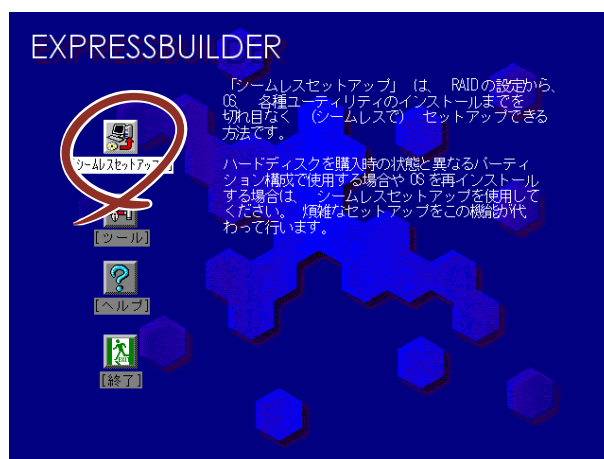 EXPRESSBUILDER
「シームレスセットアップ」 は、 RAIDの設定から、
OS、 各種ユーティリティのインストールまでを
切れ目なく (シームレスで) セットアップできる
方法です。
ハードディスクを購入時の状態と異なるパーティ
ション構成で使用する場合や OS を再インストール
する場合は、 シームレスセットアップを使用して
ください。 煩雑なセットアップをこの機能が代
わって行います。
[シームレスセットアップ]
[ツール]
[ヘルプ]
EXIT
[終了]